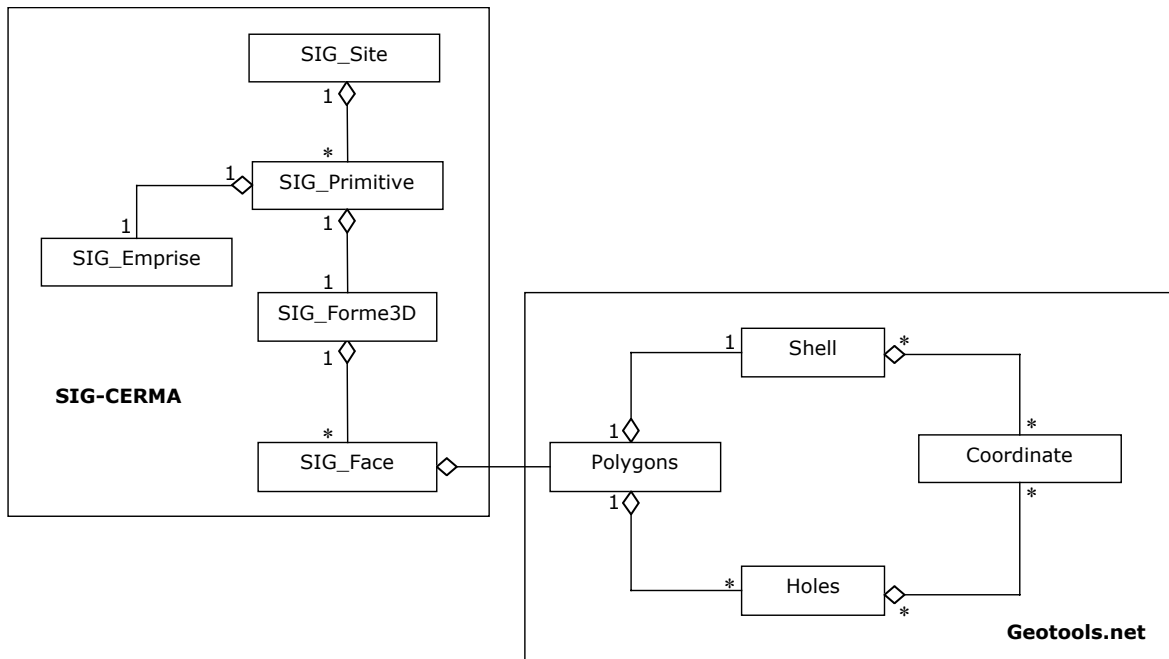 SIG_Site
1
*
SIG_Primitive
1
1
1
SIG_Emprise
1
SIG_Forme3D
1
SIG-CERMA
*
SIG_Face
1
Shell
*
1
Polygons
1
*
Coordinate
*
*
Holes
*
Geotools.net